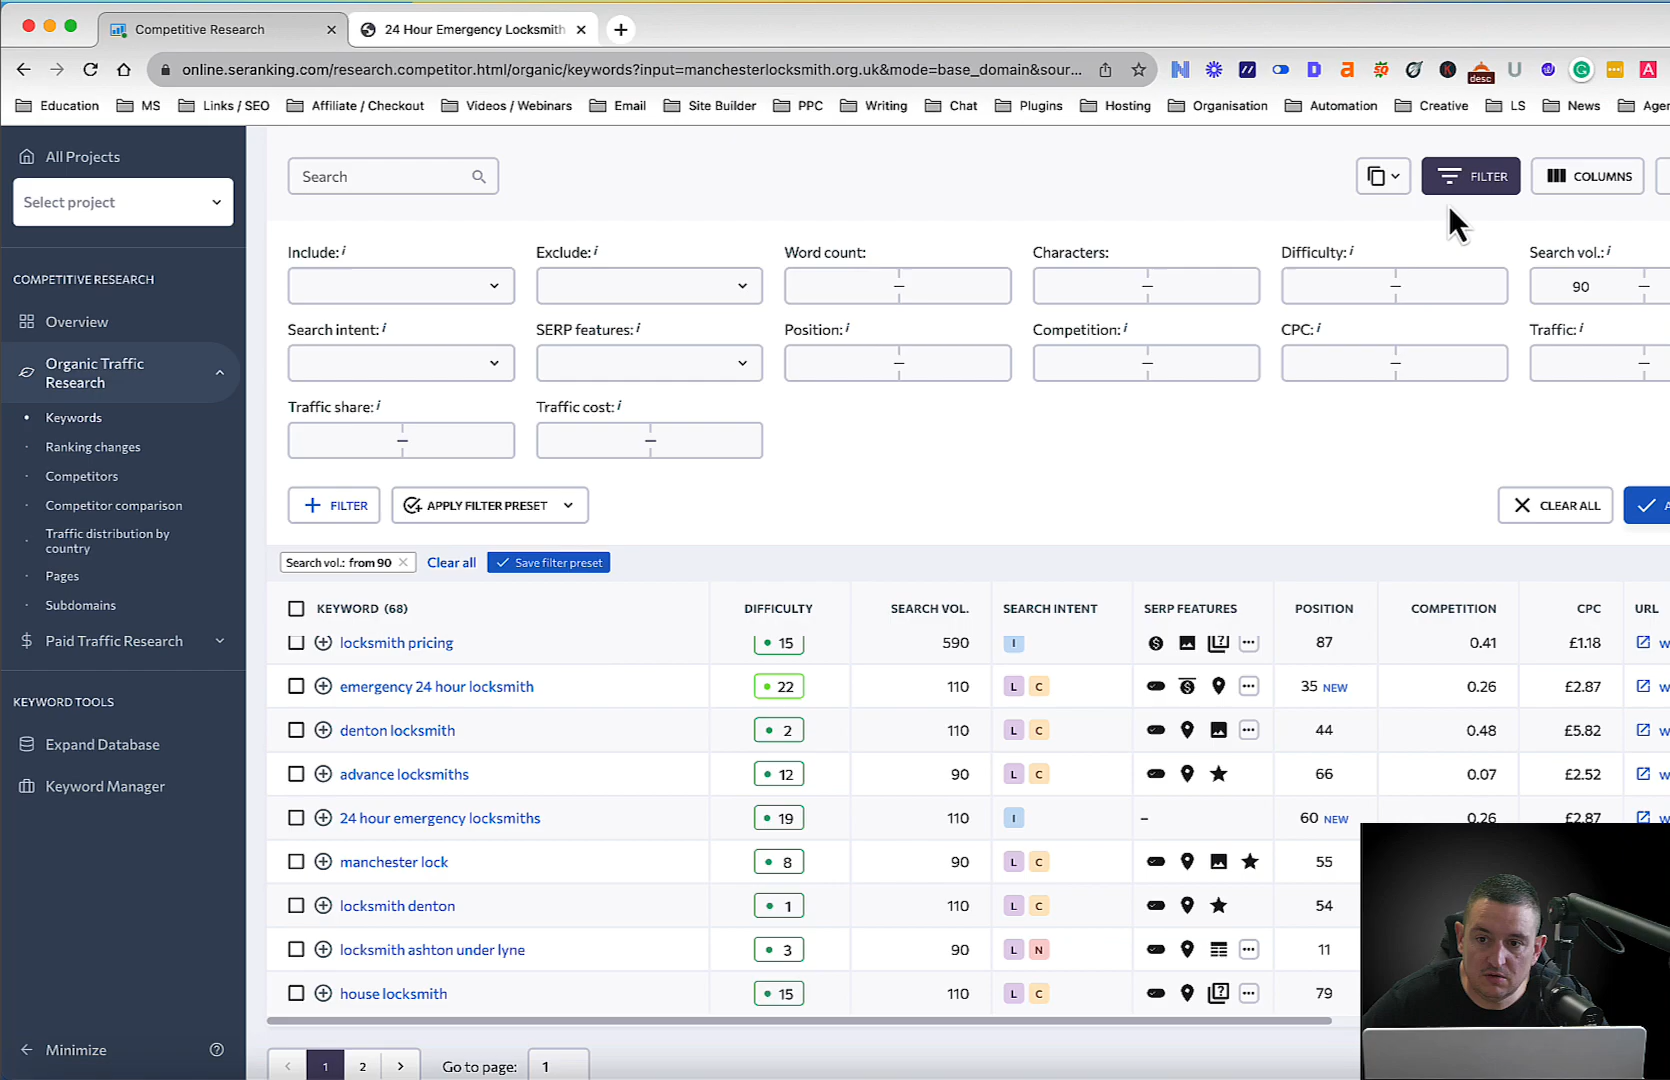 Competitive Research
24 Hour Emergency Locksmith
online.seranking.com/research.competitor.html/organic/keywords?input=manchesterlocksmith.org.uk&mode=base_domain&sour...
desc
Education
MS
Links / SEO
Affiliate / Checkout
Videos / Webinars
Email
Site Builder
PPC
Writing
Chat
Plugins
Hosting
Organisation
Automation
Creative
LS
News
Agen
All Projects
Select project
COMPETITIVE RESEARCH
Overview
Organic Traffic
Research
Keywords
Ranking changes
Competitors
Competitor comparison
Traffic distribution by
country
Pages
Subdomains
Paid Traffic Research
KEYWORD TOOLS
Expand Database
Keyword Manager
Minimize
Search
FILTER
COLUMNS
Include: i
Exclude: i
Word count:
Characters:
Difficulty: i
Search vol.: i
– – – 90 –
Search intent: i
SERP features: i
Position: i
Competition: i
CPC: i
Traffic: i
– – – –
Traffic share: i
Traffic cost: i
– –
+ FILTER
APPLY FILTER PRESET
CLEAR ALL
Search vol.: from 90
Clear all
Save filter preset
KEYWORD (68) DIFFICULTY SEARCH VOL. SEARCH INTENT SERP FEATURES POSITION COMPETITION CPC URL
locksmith pricing 15 590 I 87 0.41 £1.18 w
emergency 24 hour locksmith 22 110 L C 35 NEW 0.26 £2.87 w
denton locksmith 2 110 L C 44 0.48 £5.82 w
advance locksmiths 12 90 L C 66 0.07 £2.52 w
24 hour emergency locksmiths 19 110 I – 60 NEW 0.26 £2.87 w
manchester lock 8 90 L C 55
locksmith denton 1 110 L C 54
locksmith ashton under lyne 3 90 L N 11
house locksmith 15 110 L C 79
1 2 Go to page: 1